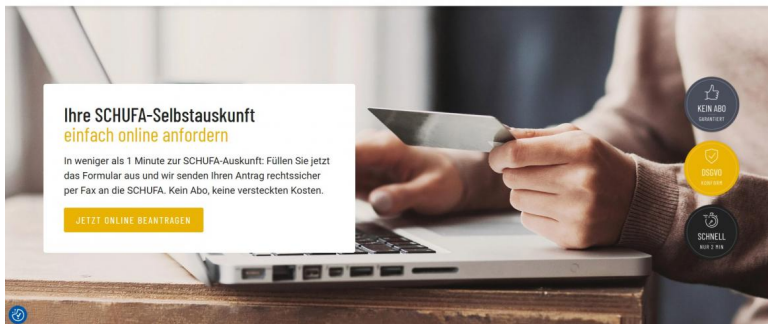 Ihre SCHUFA-Selbstauskunft
einfach online anfordern
In weniger als 1 Minute zur SCHUFA-Auskunft: Füllen Sie jetzt
das Formular aus und wir senden Ihren Antrag rechtssicher
per Fax an die SCHUFA. Kein Abo, keine versteckten Kosten.
JETZT ONLINE BEANTRAGEN
KEIN ABO
GARANTIERT
DSGVO
SCHNELL
NUR 2 MIN